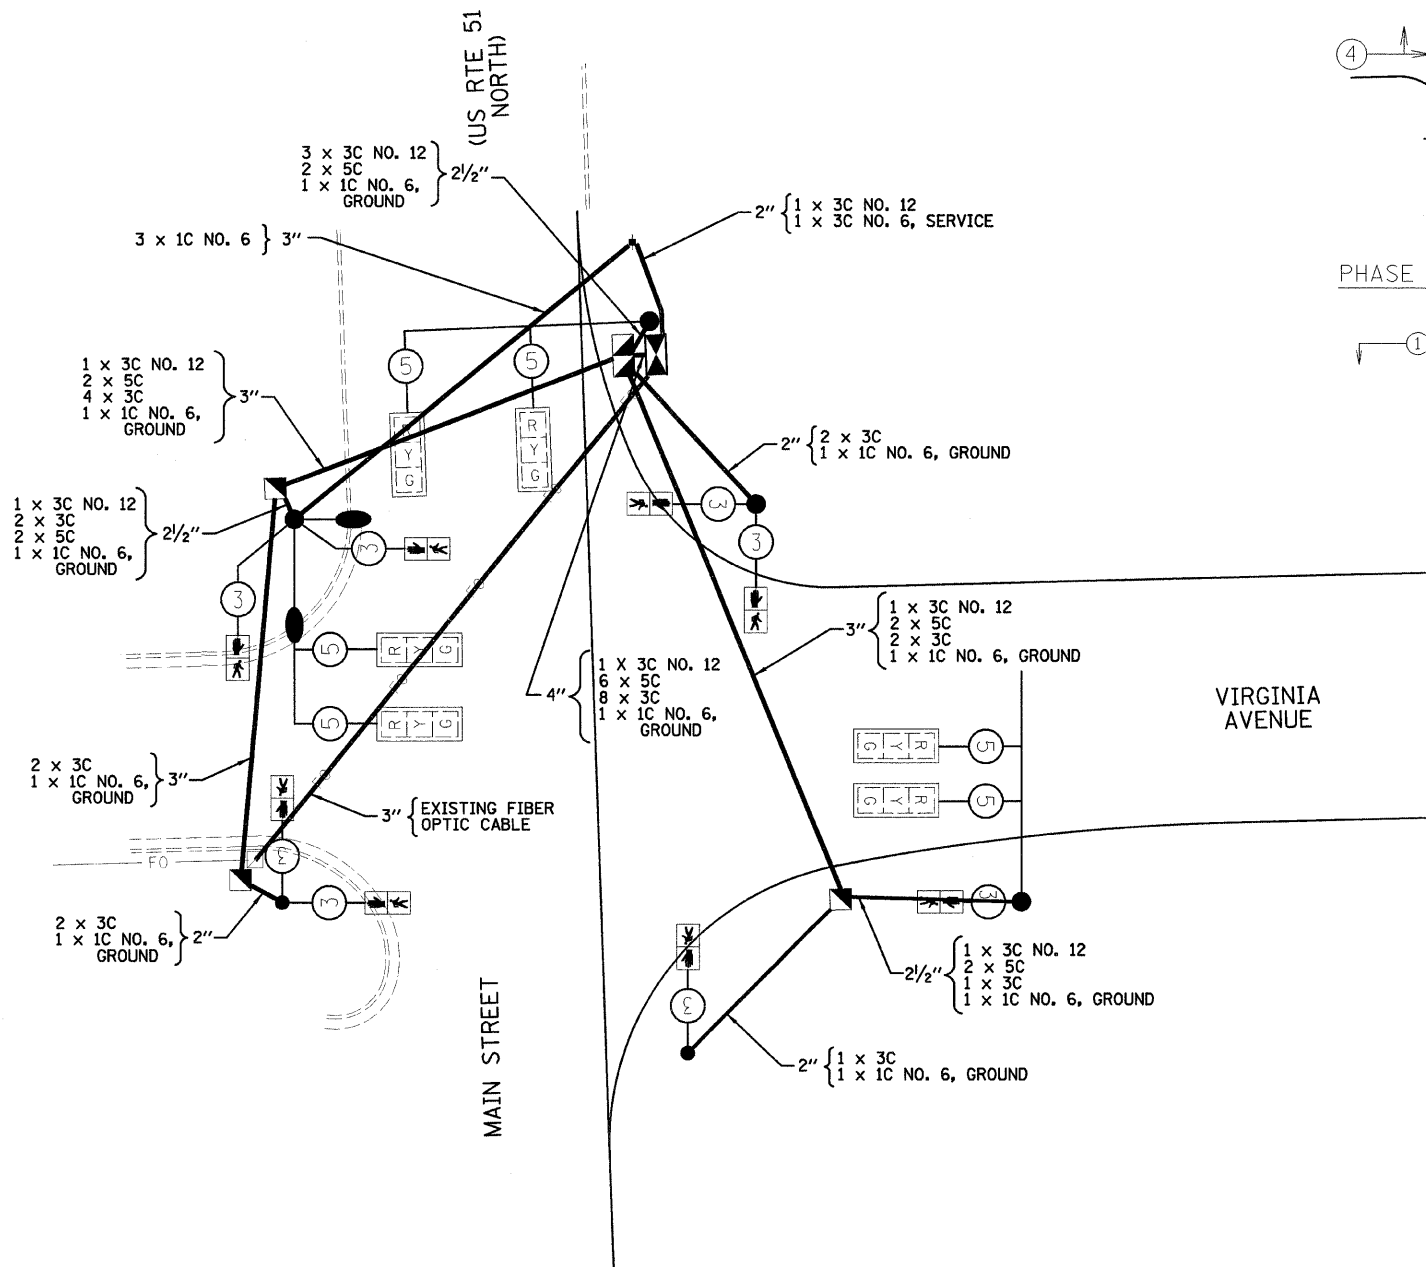 (US RTE 51
NORTH)
4
3 x 3C NO. 12
2 x 5C
1 x 1C NO. 6,
GROUND
2½"
2"
1 x 3C NO. 12
1 x 3C NO. 6, SERVICE
3 x 1C NO. 6
3"
PHASE
1
5
5
1 x 3C NO. 12
2 x 5C
4 x 3C
1 x 1C NO. 6,
GROUND
3"
R
Y
G
R
Y
G
2"
2 x 3C
1 x 1C NO. 6, GROUND
1 x 3C NO. 12
2 x 3C
2 x 5C
1 x 1C NO. 6,
GROUND
2½"
3
3
3
3
5
R Y G
5
R Y G
3"
1 x 3C NO. 12
2 x 5C
2 x 3C
1 x 1C NO. 6, GROUND
4"
1 X 3C NO. 12
6 x 5C
8 x 3C
1 x 1C NO. 6,
GROUND
VIRGINIA
AVENUE
G Y R
5
G Y R
5
2 x 3C
1 x 1C NO. 6,
GROUND
3"
3"
EXISTING FIBER
OPTIC CABLE
FO
3
3
3
2 x 3C
1 x 1C NO. 6,
GROUND
2"
2½"
1 x 3C NO. 12
2 x 5C
1 x 3C
1 x 1C NO. 6, GROUND
3
2"
1 x 3C
1 x 1C NO. 6, GROUND
MAIN STREET